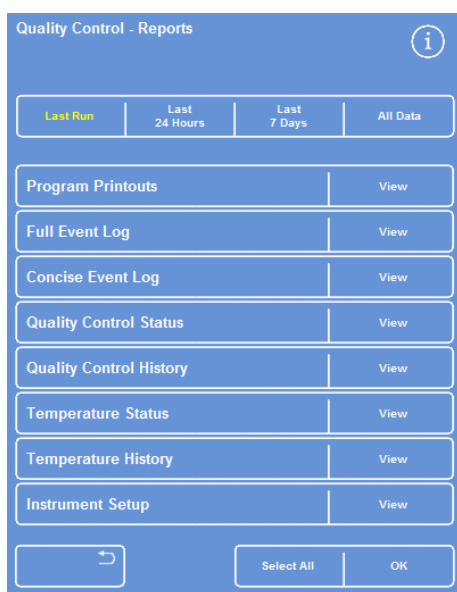 Quality Control - Reports
i
Last Run
Last
24 Hours
Last
7 Days
All Data
Program Printouts View
Full Event Log View
Concise Event Log View
Quality Control Status View
Quality Control History View
Temperature Status View
Temperature History View
Instrument Setup View
Select All OK